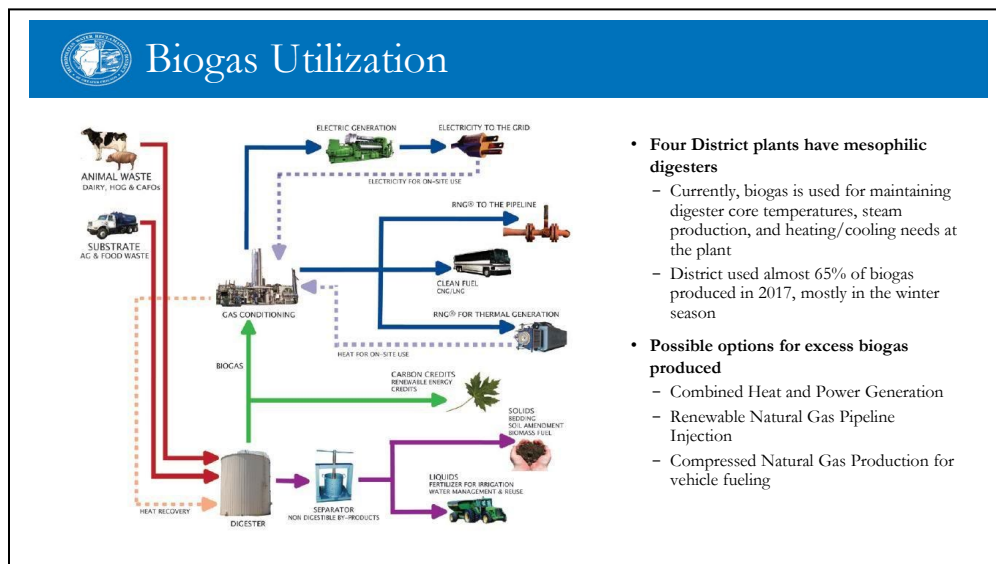 Biogas Utilization
ELECTRIC GENERATION
ELECTRICITY TO THE GRID
ELECTRICITY FOR ON-SITE USE
ANIMAL WASTE
DAIRY, HOG & CAFOs
SUBSTRATE
AG & FOOD WASTE
RNG® TO THE PIPELINE
CLEAN FUEL
CNG/LNG
GAS CONDITIONING
RNG® FOR THERMAL GENERATION
HEAT FOR ON-SITE USE
BIOGAS
CARBON CREDITS
RENEWABLE ENERGY
CREDITS
SOLIDS
BEDDING
SOIL AMENDMENT
BIOMASS FUEL
LIQUIDS
FERTILIZER FOR IRRIGATION
WATER MANAGEMENT & REUSE
HEAT RECOVERY
DIGESTER
SEPARATOR
NON DIGESTIBLE BY-PRODUCTS
• Four District plants have mesophilic
digesters
– Currently, biogas is used for maintaining
digester core temperatures, steam
production, and heating/cooling needs at
the plant
– District used almost 65% of biogas
produced in 2017, mostly in the winter
season
• Possible options for excess biogas
produced
– Combined Heat and Power Generation
– Renewable Natural Gas Pipeline
Injection
– Compressed Natural Gas Production for
vehicle fueling